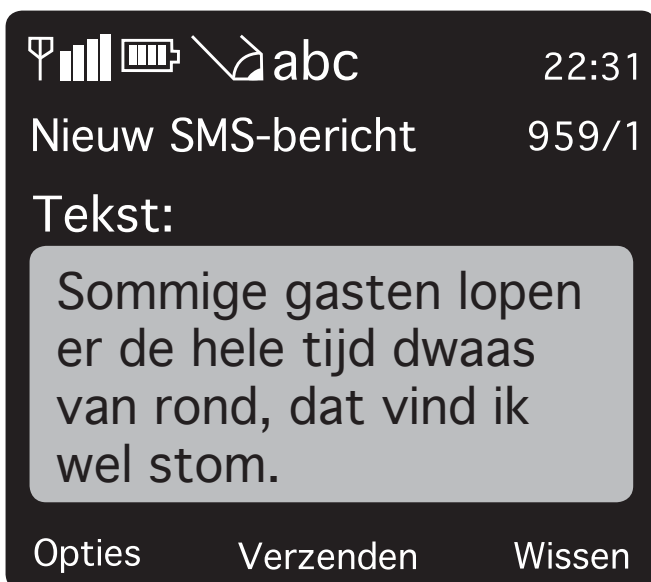 abc 22:31
Nieuw SMS-bericht 959/1
Tekst:
Sommige gasten lopen
er de hele tijd dwaas
van rond, dat vind ik
wel stom.
Opties Verzenden Wissen